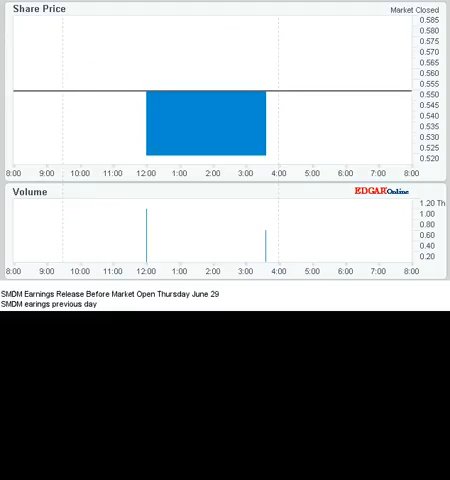 Share Price
Market Closed
0.585
0.580
0.575
0.570
0.565
0.560
0.555
0.550
0.545
0.540
0.535
0.530
0.525
0.520
8:00 9:00 10:00 11:00 12:00 1:00 2:00 3:00 4:00 5:00 6:00 7:00 8:00
Volume
EDGAROnline
1.20 Th
1.00
0.80
0.60
0.40
0.20
8:00 9:00 10:00 11:00 12:00 1:00 2:00 3:00 4:00 5:00 6:00 7:00 8:00
SMDM Earnings Release Before Market Open Thursday June 29
SMDM earings previous day